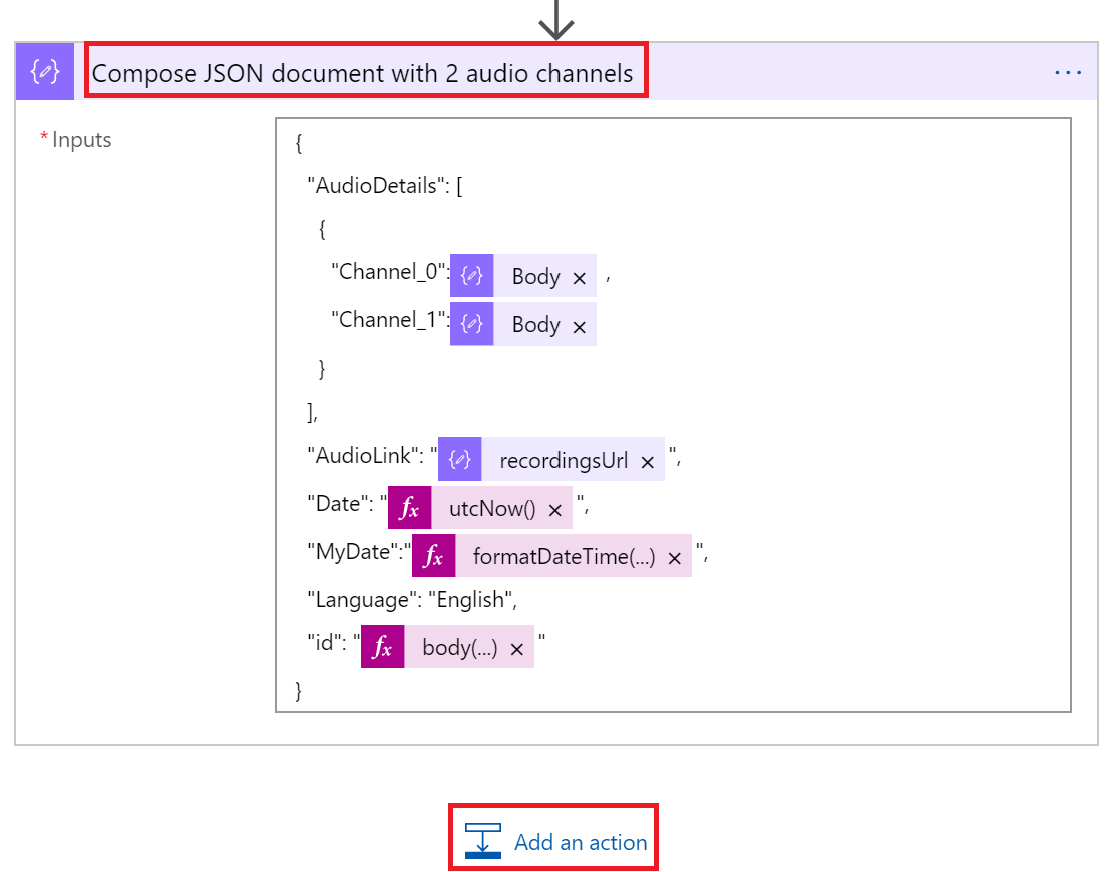 Compose JSON document with 2 audio channels
...
* Inputs
{
"AudioDetails": [
{
"Channel_0": Body × ,
"Channel_1": Body ×
}
],
"AudioLink": " recordingsUrl × ",
"Date": " fx utcNow() × ",
"MyDate":" fx formatDateTime(...) × ",
"Language": "English",
"id": " fx body(...) × "
}
Add an action